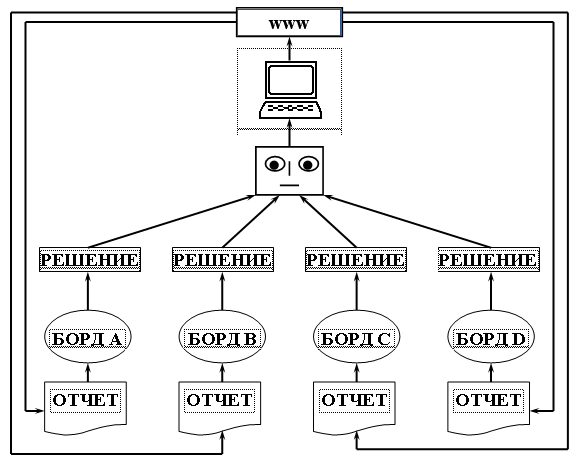 www
РЕШЕНИЕ РЕШЕНИЕ РЕШЕНИЕ РЕШЕНИЕ
БОРД A БОРД B БОРД C БОРД D
ОТЧЕТ ОТЧЕТ ОТЧЕТ ОТЧЕТ